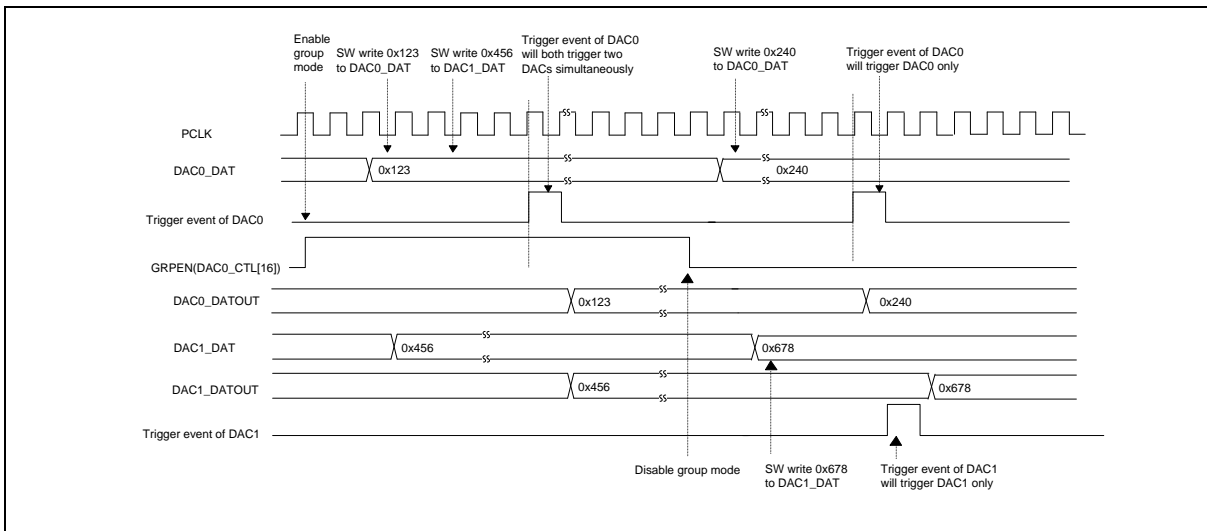 Enable
group
mode
SW write 0x123
to DAC0_DAT
SW write 0x456
to DAC1_DAT
Trigger event of DAC0
will both trigger two
DACs simultaneously
SW write 0x240
to DAC0_DAT
Trigger event of DAC0
will trigger DAC0 only
PCLK
DAC0_DAT
0x123
0x240
Trigger event of DAC0
GRPEN(DAC0_CTL[16])
DAC0_DATOUT
0x123
0x240
DAC1_DAT
0x456
0x678
DAC1_DATOUT
0x456
0x678
Trigger event of DAC1
Disable group mode
SW write 0x678
to DAC1_DAT
Trigger event of DAC1
will trigger DAC1 only